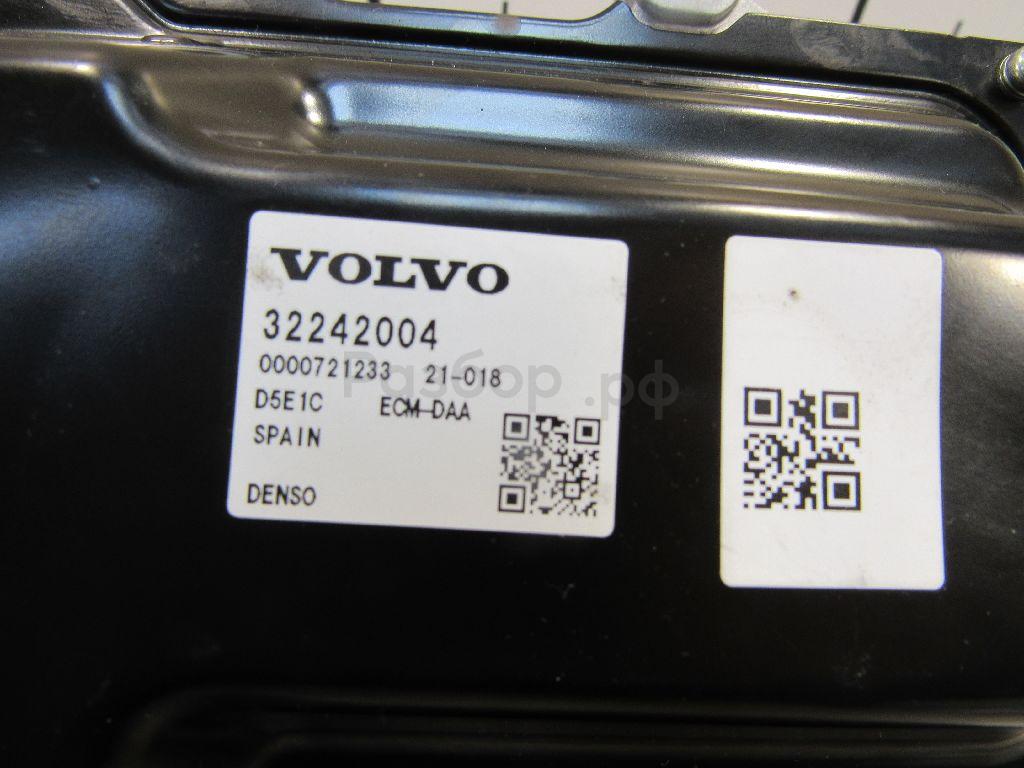 VOLVO
32242004
0000721233 21-018
D5E1C ECM-DAA
SPAIN
DENSO
Разбор.рф